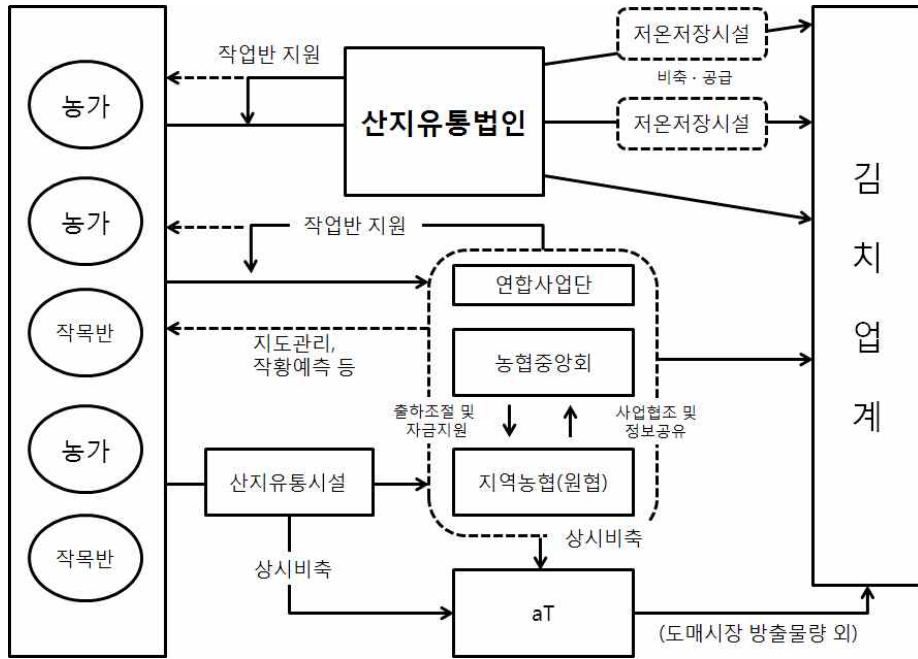 작업반 지원
산지유통법인
저온저장시설
비축 · 공급
저온저장시설
농가
농가
작목반
농가
작목반
작업반 지원
연합사업단
지도관리,
작황예측 등
농협중앙회
출하조절 및
자금지원
사업협조 및
정보공유
산지유통시설
지역농협(원협)
상시비축
상시비축
aT
(도매시장 방출물량 외)
김
치
업
계